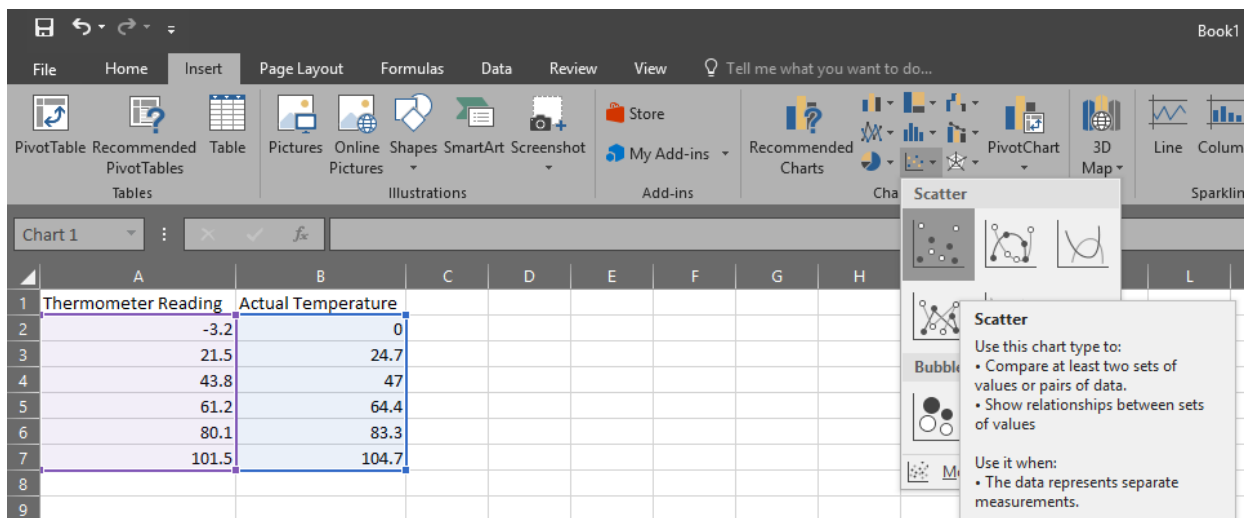 Book1
File Home Insert Page Layout Formulas Data Review View Tell me what you want to do...
PivotTable Recommended PivotTables Table
Pictures Online Pictures Shapes SmartArt Screenshot
Store
My Add-ins
Recommended Charts
PivotChart
3D Map
Line
Tables Illustrations Add-ins
Chart 1 fx
A B C D E F G H L
1 Thermometer Reading Actual Temperature
2 -3.2 0
3 21.5 24.7
4 43.8 47
5 61.2 64.4
6 80.1 83.3
7 101.5 104.7
8
9
Scatter
Scatter
Use this chart type to:
• Compare at least two sets of
values or pairs of data.
• Show relationships between sets
of values
Use it when:
• The data represents separate
measurements.